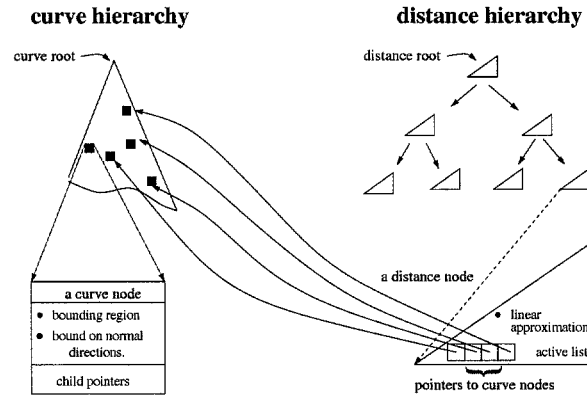 curve hierarchy
distance hierarchy
curve root
distance root
a curve node
• bounding region
• bound on normal
directions.
child pointers
a distance node
• linear
approximation
active list
pointers to curve nodes